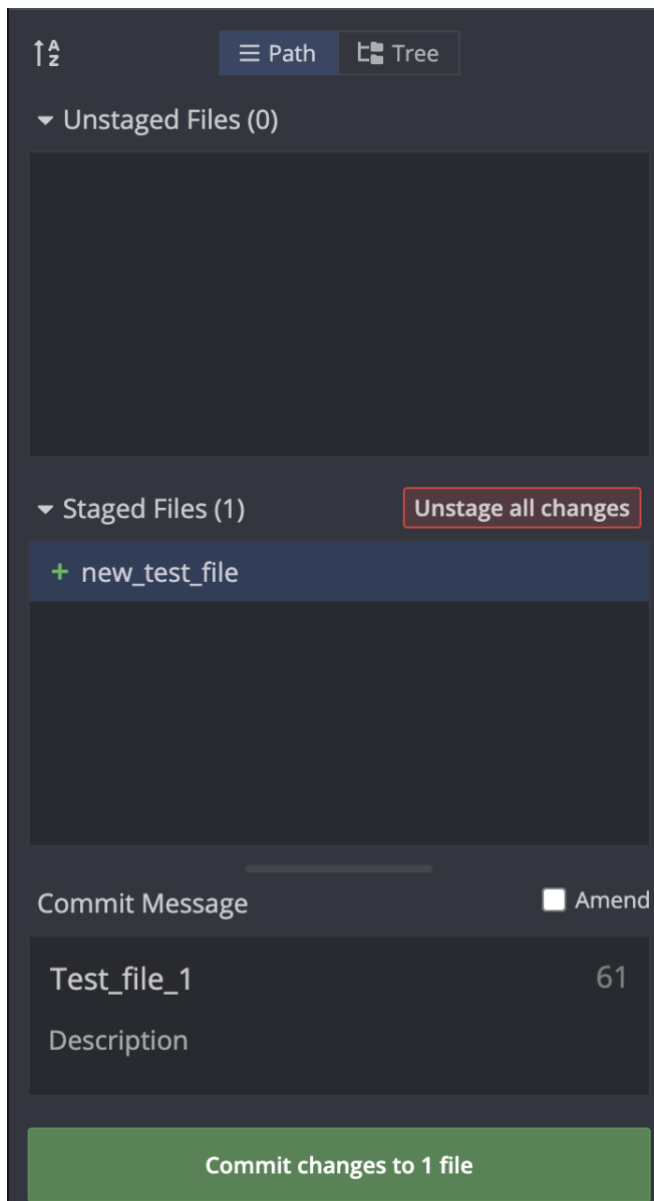 Path Tree
Unstaged Files (0)
Staged Files (1) Unstage all changes
+ new_test_file
Commit Message Amend
Test_file_1 61
Description
Commit changes to 1 file